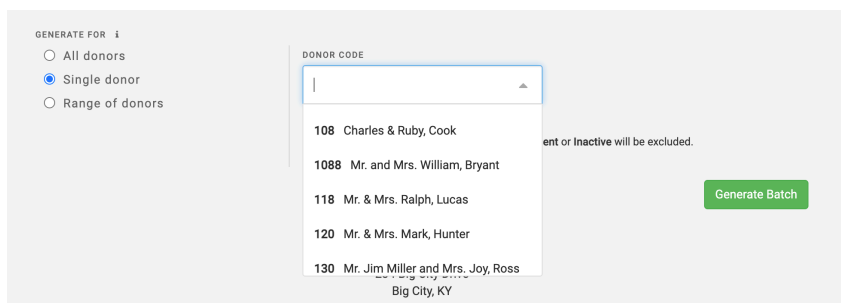 GENERATE FOR i
All donors
Single donor
Range of donors
DONOR CODE
108 Charles & Ruby, Cook
ent or Inactive will be excluded.
1088 Mr. and Mrs. William, Bryant
118 Mr. & Mrs. Ralph, Lucas
Generate Batch
120 Mr. & Mrs. Mark, Hunter
130 Mr. Jim Miller and Mrs. Joy, Ross
Big City, KY